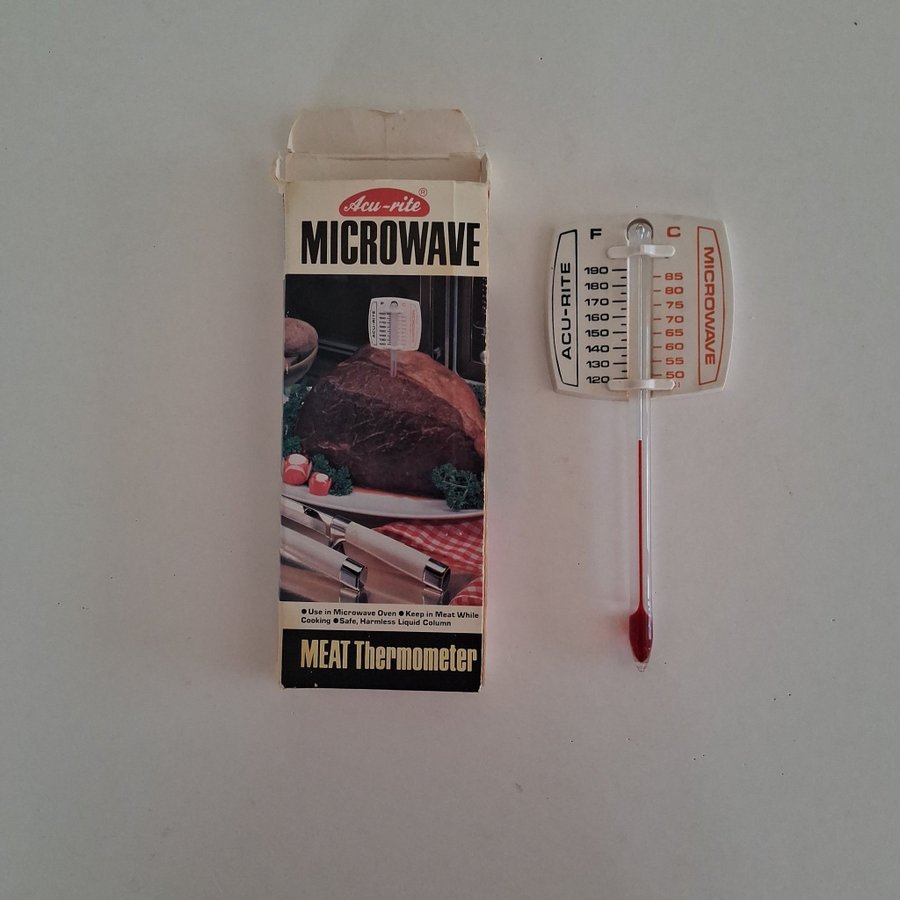 Acu-rite®
MICROWAVE
ACU-RITE
● Use in Microwave Oven ● Keep in Meat While
Cooking ● Safe, Harmless Liquid Column
MEAT Thermometer
F C
ACU-RITE
MICROWAVE
190 85
180 80
170 75
160 70
150 65
140 60
130 55
120 50